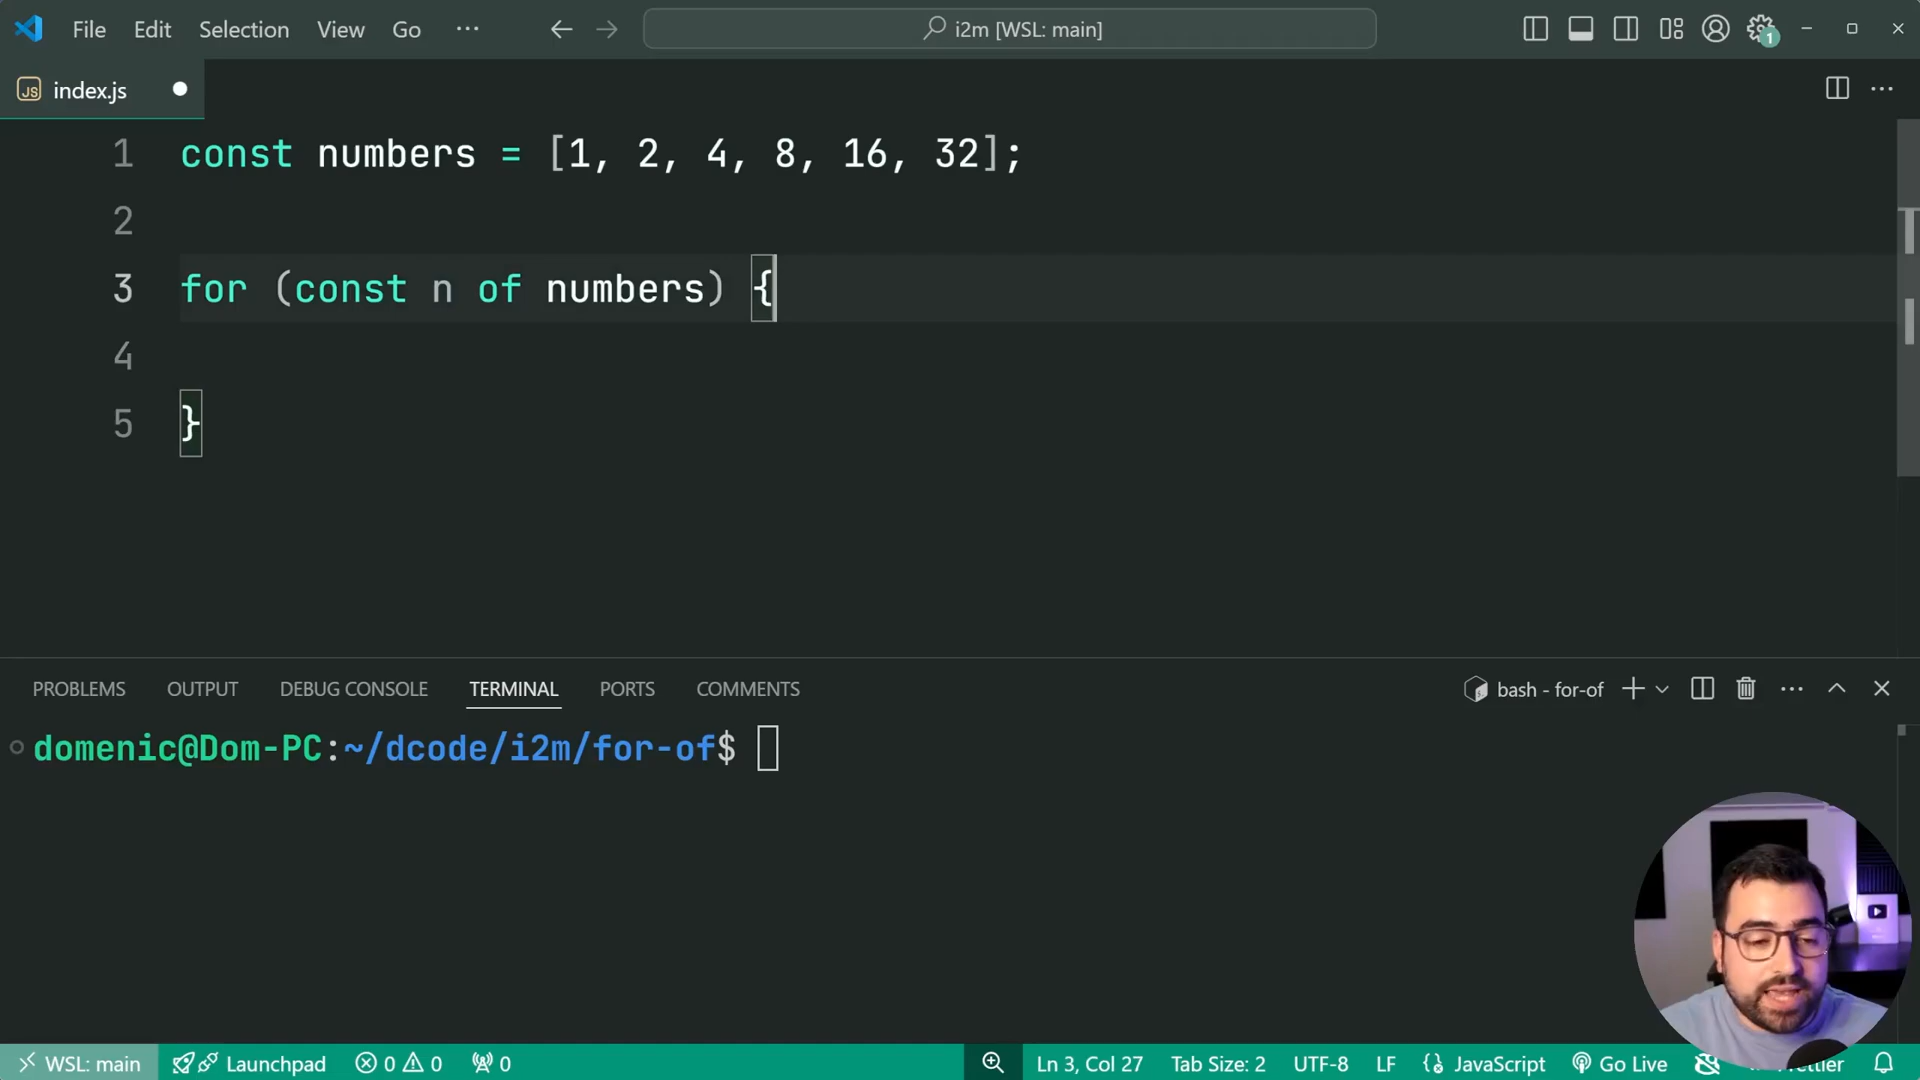 File Edit Selection View Go ... i2m [WSL: main] 1
JS index.js
1 const numbers = [1, 2, 4, 8, 16, 32];
2
3 for (const n of numbers) {
4
5 }
PROBLEMS OUTPUT DEBUG CONSOLE TERMINAL PORTS COMMENTS bash - for-of
domenic@Dom-PC:~/dcode/i2m/for-of$
WSL: main Launchpad 0 0 0 Ln 3, Col 27 Tab Size: 2 UTF-8 LF {} JavaScript Go Live